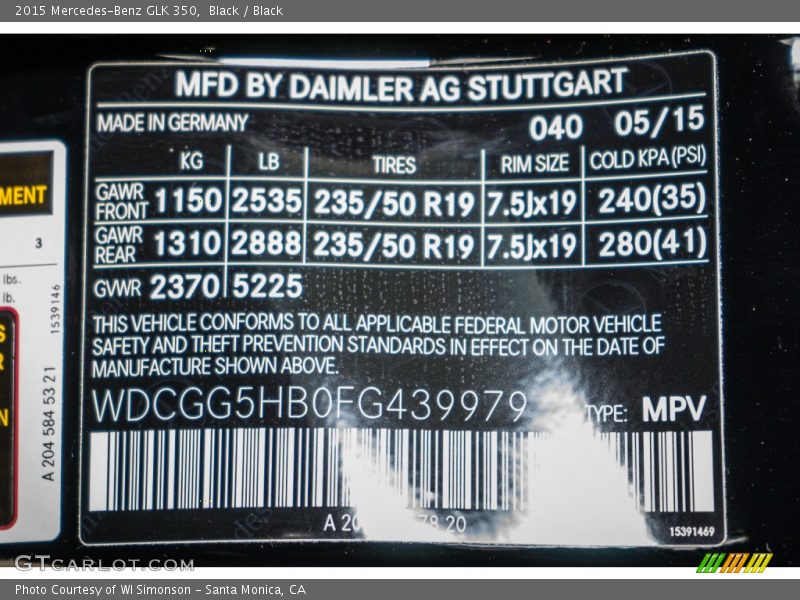 2015 Mercedes-Benz GLK 350, Black / Black
MFD BY DAIMLER AG STUTTGART
MADE IN GERMANY 040 05/15
KG LB TIRES RIM SIZE COLD KPA(PSI)
GAWR FRONT 1150 2535 235/50 R19 7.5Jx19 240(35)
GAWR REAR 1310 2888 235/50 R19 7.5Jx19 280(41)
GWR 2370 5225
THIS VEHICLE CONFORMS TO ALL APPLICABLE FEDERAL MOTOR VEHICLE
SAFETY AND THEFT PREVENTION STANDARDS IN EFFECT ON THE DATE OF
MANUFACTURE SHOWN ABOVE.
WDCGG5HB0FG439979 TYPE: MPV
A 20 78 20
15391469
MENT
3
lbs.
lb.
1539146
A 204 584 53 21
GTcarlot.com
Photo Courtesy of WI Simonson - Santa Monica, CA